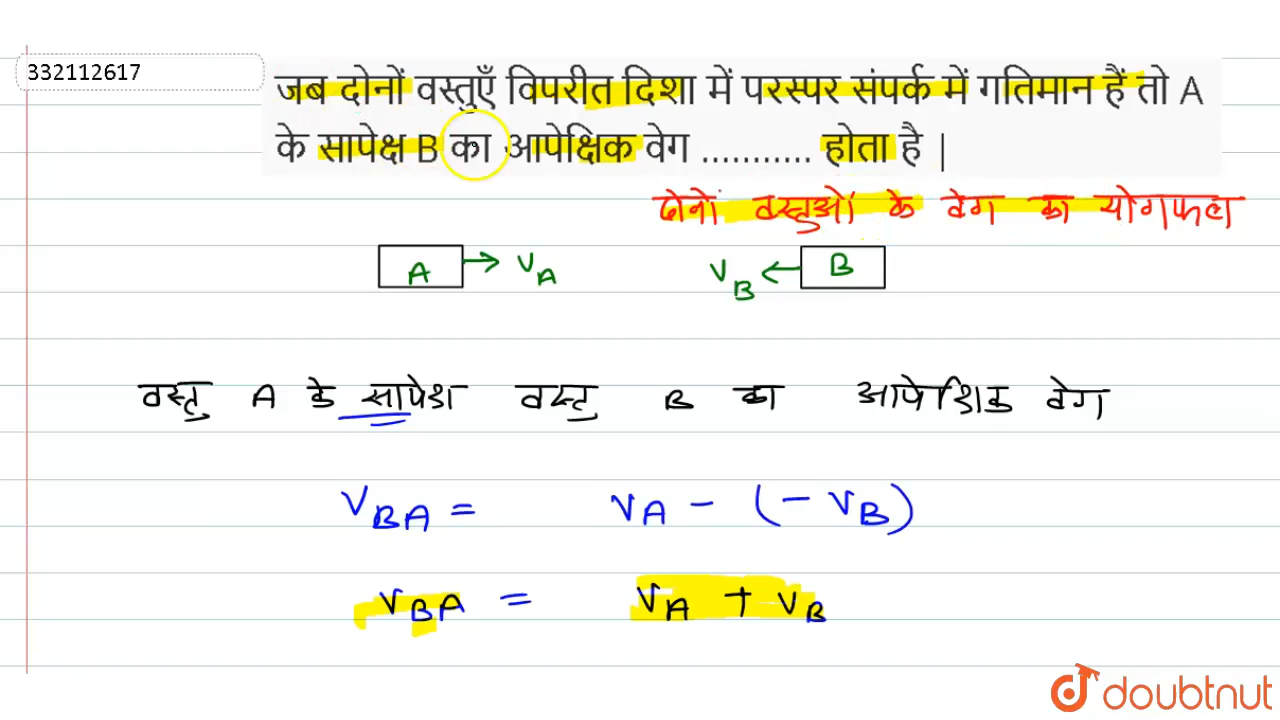 332112617
जब दोनों वस्तुएँ विपरीत दिशा में परस्पर संपर्क में गतिमान हैं तो A
के सापेक्ष B का आपेक्षिक वेग ........... होता है |
दोनों वस्तुओं के वेग का योगफल
A → VA VB ← B
वस्तु A के सापेक्ष वस्तु B का आपेक्षिक वेग
VBA = VA - (-VB)
VBA = VA + VB
doubtnut